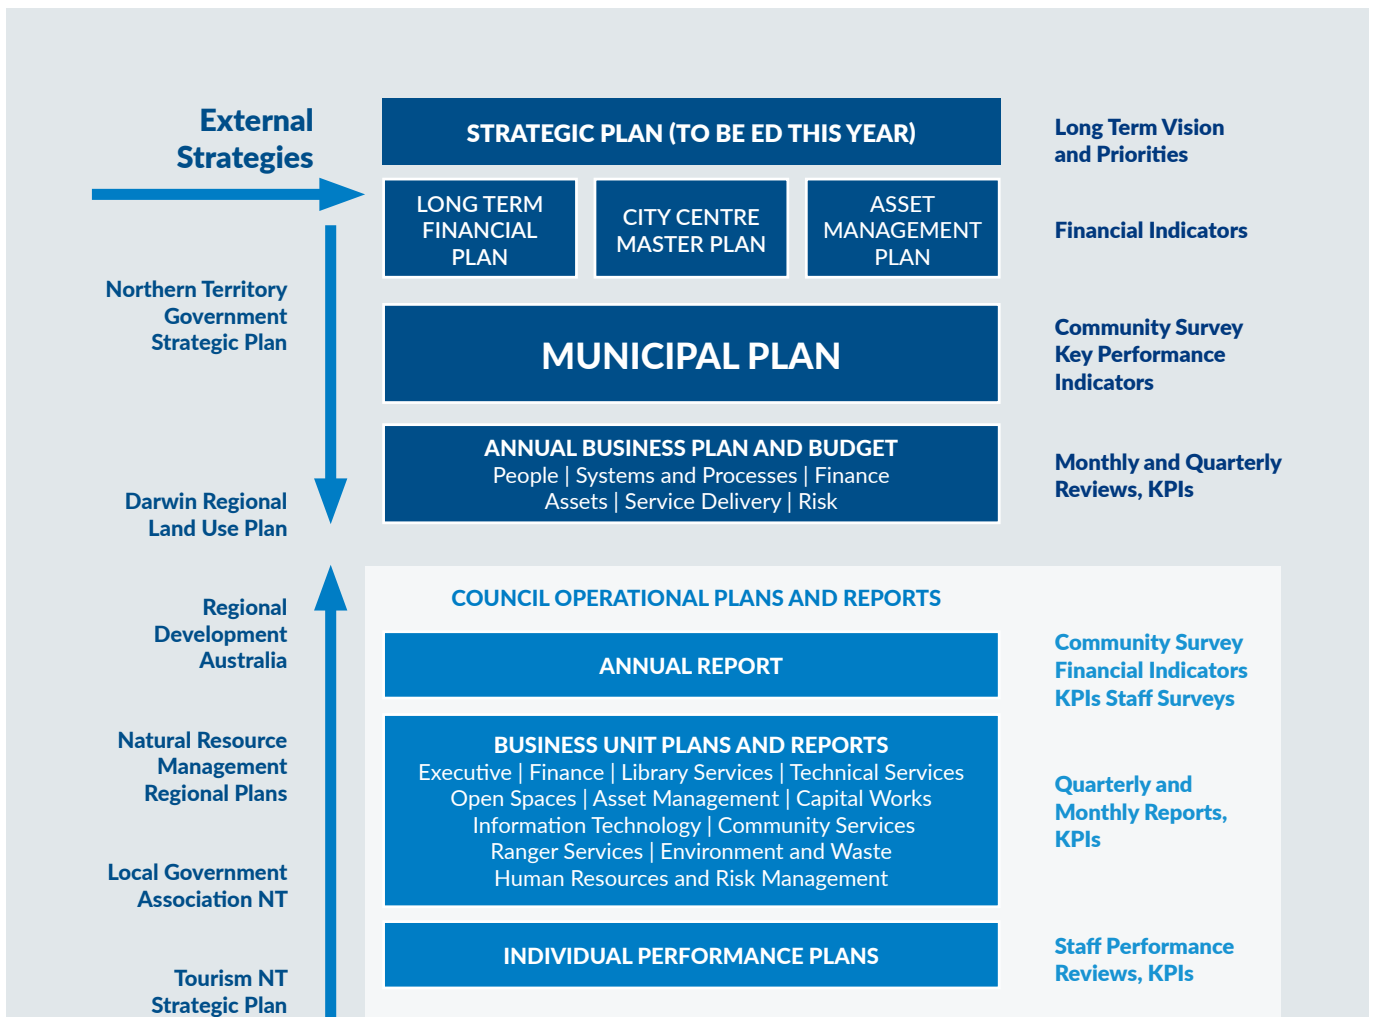 External
Strategies
Northern Territory
Government
Strategic Plan
Darwin Regional
Land Use Plan
Regional
Development
Australia
Natural Resource
Management
Regional Plans
Local Government
Association NT
Tourism NT
Strategic Plan
STRATEGIC PLAN (TO BE ED THIS YEAR)
Long Term Vision
and Priorities
LONG TERM
FINANCIAL
PLAN
CITY CENTRE
MASTER PLAN
ASSET
MANAGEMENT
PLAN
Financial Indicators
MUNICIPAL PLAN
Community Survey
Key Performance
Indicators
ANNUAL BUSINESS PLAN AND BUDGET
People | Systems and Processes | Finance
Assets | Service Delivery | Risk
Monthly and Quarterly
Reviews, KPIs
COUNCIL OPERATIONAL PLANS AND REPORTS
ANNUAL REPORT
Community Survey
Financial Indicators
KPIs Staff Surveys
BUSINESS UNIT PLANS AND REPORTS
Executive | Finance | Library Services | Technical Services
Open Spaces | Asset Management | Capital Works
Information Technology | Community Services
Ranger Services | Environment and Waste
Human Resources and Risk Management
Quarterly and
Monthly Reports,
KPIs
INDIVIDUAL PERFORMANCE PLANS
Staff Performance
Reviews, KPIs